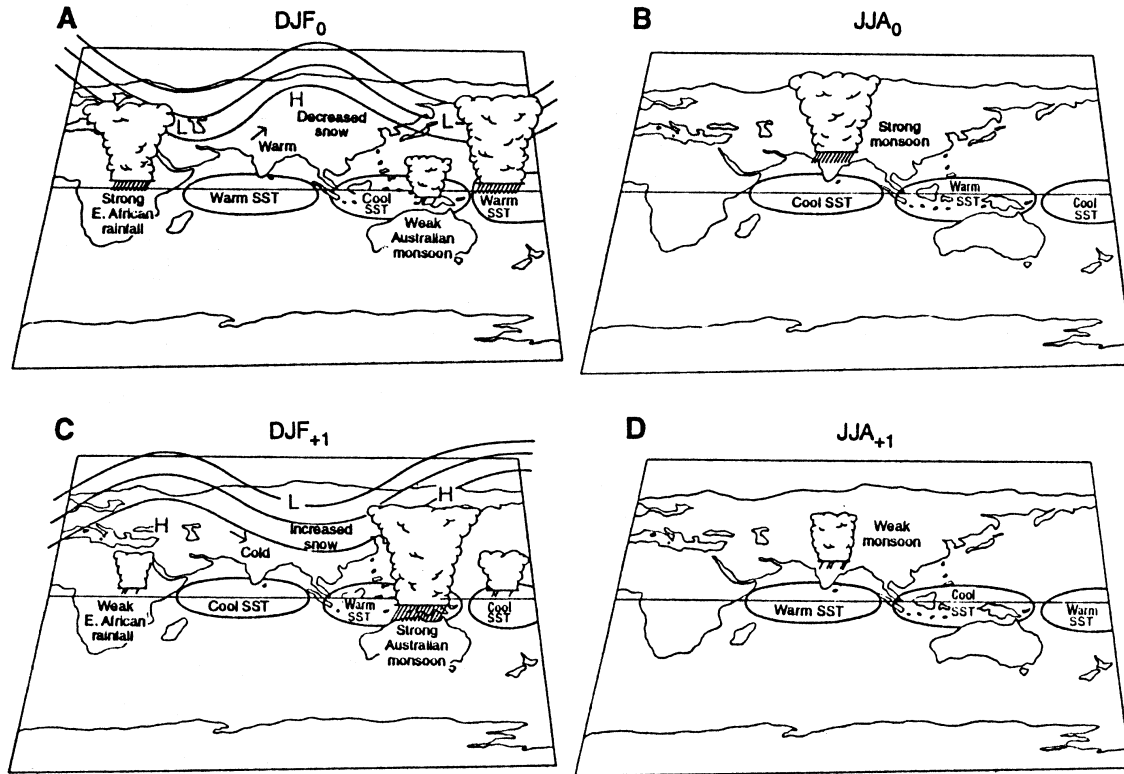 A
DJF0
H
Decreased
snow
L
L
Warm
Warm SST
Cool
SST
Warm
SST
Strong
E. African
rainfall
Weak
Australian
monsoon
B
JJA0
Strong
monsoon
Cool SST
Warm
SST
Cool
SST
C
DJF+1
L
H
H
Increased
snow
Cold
Cool SST
Warm
SST
Cool
SST
Weak
E. African
rainfall
Strong
Australian
monsoon
D
JJA+1
Weak
monsoon
Warm SST
Cool
SST
Warm
SST